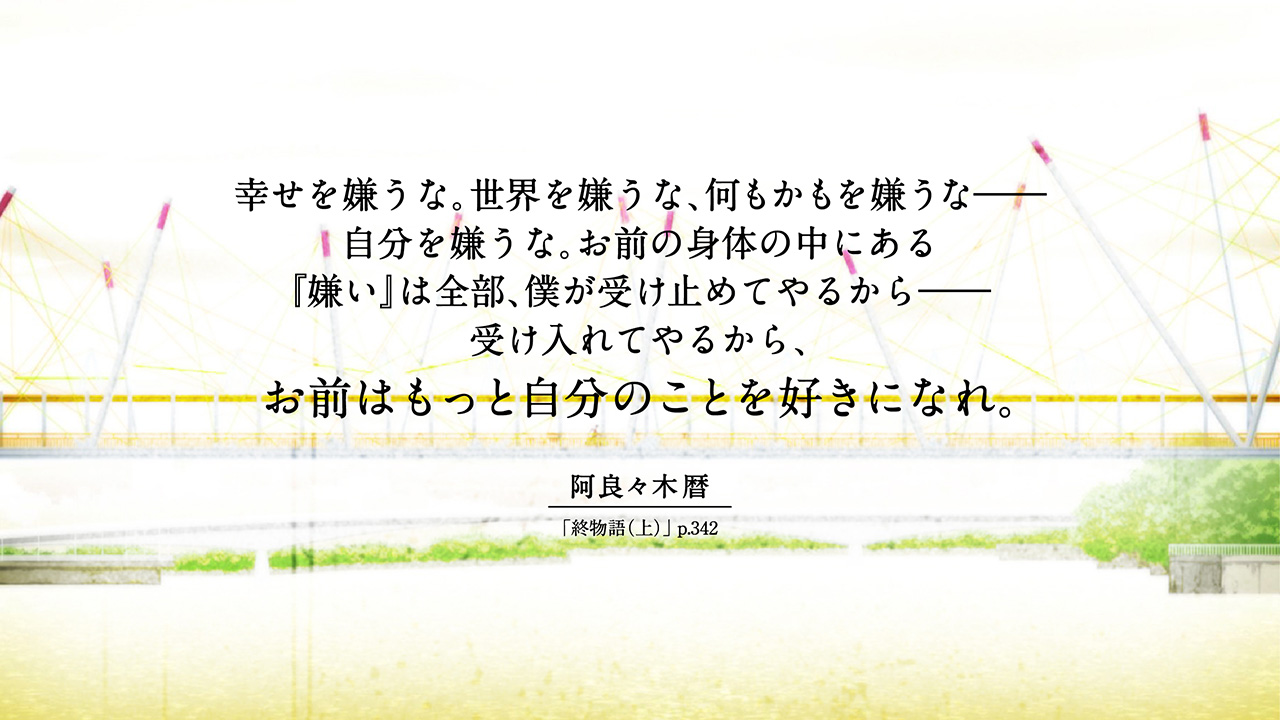 幸せを嫌うな。世界を嫌うな、何もかもを嫌うな――
自分を嫌うな。お前の身体の中にある
『嫌い』は全部、僕が受け止めてやるから――
受け入れてやるから、
お前はもっと自分のことを好きになれ。
阿良々木暦
「終物語(上)」p.342